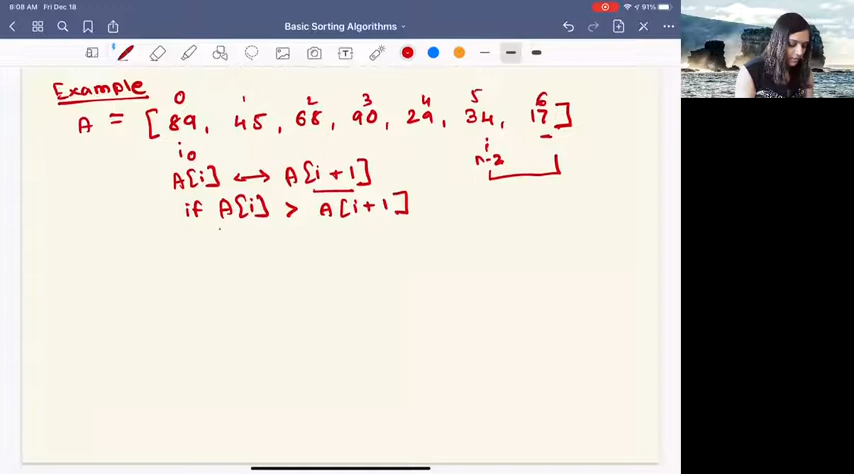 8:08 AM Fri Dec 18
91%
Basic Sorting Algorithms
Example
0 1 2 3 4 5 6
A = [89, 45, 68, 90, 29, 34, 17]
i0 i
n-2
A[i] ↔ A[i+1]
if A[i] > A[i+1]